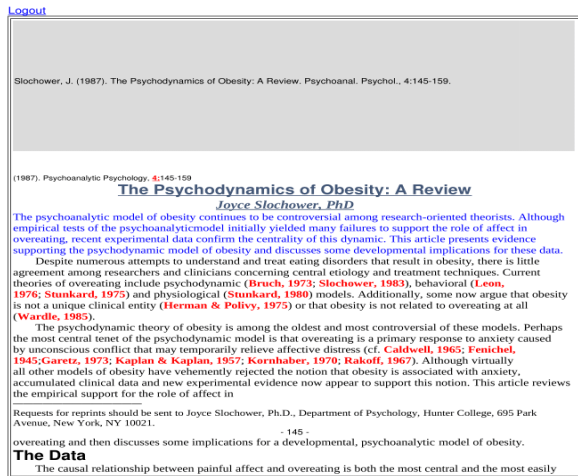 Logout
Slochower, J. (1987). The Psychodynamics of Obesity: A Review. Psychoanal. Psychol., 4:145-159.
(1987). Psychoanalytic Psychology, 4:145-159
The Psychodynamics of Obesity: A Review
Joyce Slochower, PhD
The psychoanalytic model of obesity continues to be controversial among research-oriented theorists. Although
empirical tests of the psychoanalyticmodel initially yielded many failures to support the role of affect in
overeating, recent experimental data confirm the centrality of this dynamic. This article presents evidence
supporting the psychodynamic model of obesity and discusses some developmental implications for these data.
Despite numerous attempts to understand and treat eating disorders that result in obesity, there is little
agreement among researchers and clinicians concerning central etiology and treatment techniques. Current
theories of overeating include psychodynamic (Bruch, 1973; Slochower, 1983), behavioral (Leon,
1976; Stunkard, 1975) and physiological (Stunkard, 1980) models. Additionally, some now argue that obesity
is not a unique clinical entity (Herman & Polivy, 1975) or that obesity is not related to overeating at all
(Wardle, 1985).
The psychodynamic theory of obesity is among the oldest and most controversial of these models. Perhaps
the most central tenet of the psychodynamic model is that overeating is a primary response to anxiety caused
by unconscious conflict that may temporarily relieve affective distress (cf. Caldwell, 1965; Fenichel,
1945;Garetz, 1973; Kaplan & Kaplan, 1957; Kornhaber, 1970; Rakoff, 1967). Although virtually
all other models of obesity have vehemently rejected the notion that obesity is associated with anxiety,
accumulated clinical data and new experimental evidence now appear to support this notion. This article reviews
the empirical support for the role of affect in
Requests for reprints should be sent to Joyce Slochower, Ph.D., Department of Psychology, Hunter College, 695 Park
Avenue, New York, NY 10021.
- 145 -
overeating and then discusses some implications for a developmental, psychoanalytic model of obesity.
The Data
The causal relationship between painful affect and overeating is both the most central and the most easily